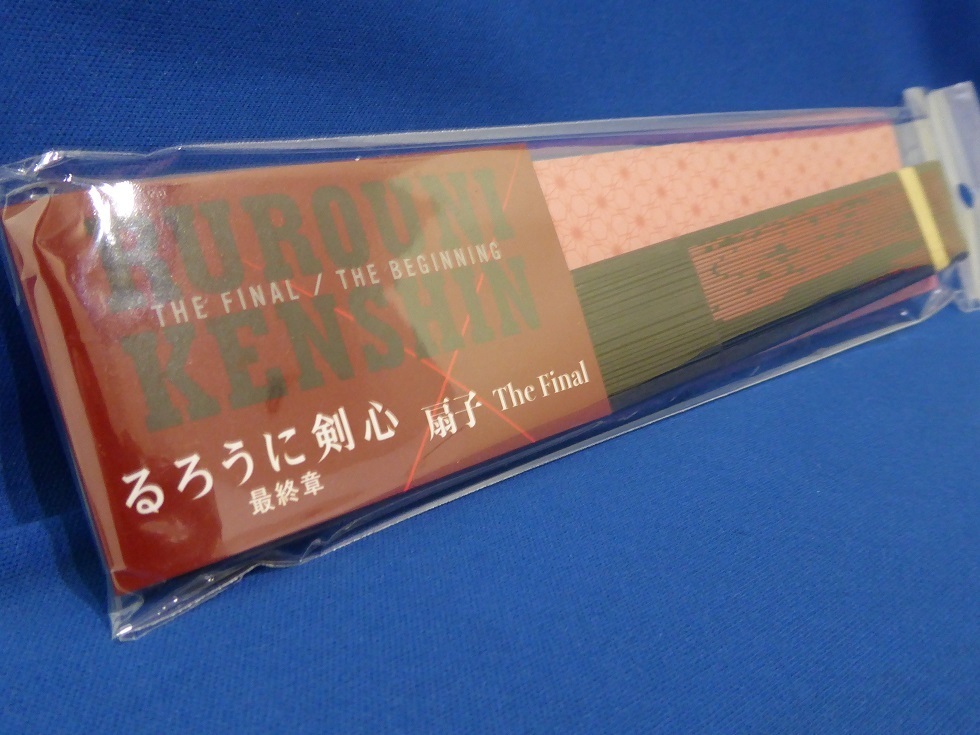 RUROUNI
THE FINAL / THE BEGINNING
KENSHIN
るろうに剣心 扇子 The Final
最終章